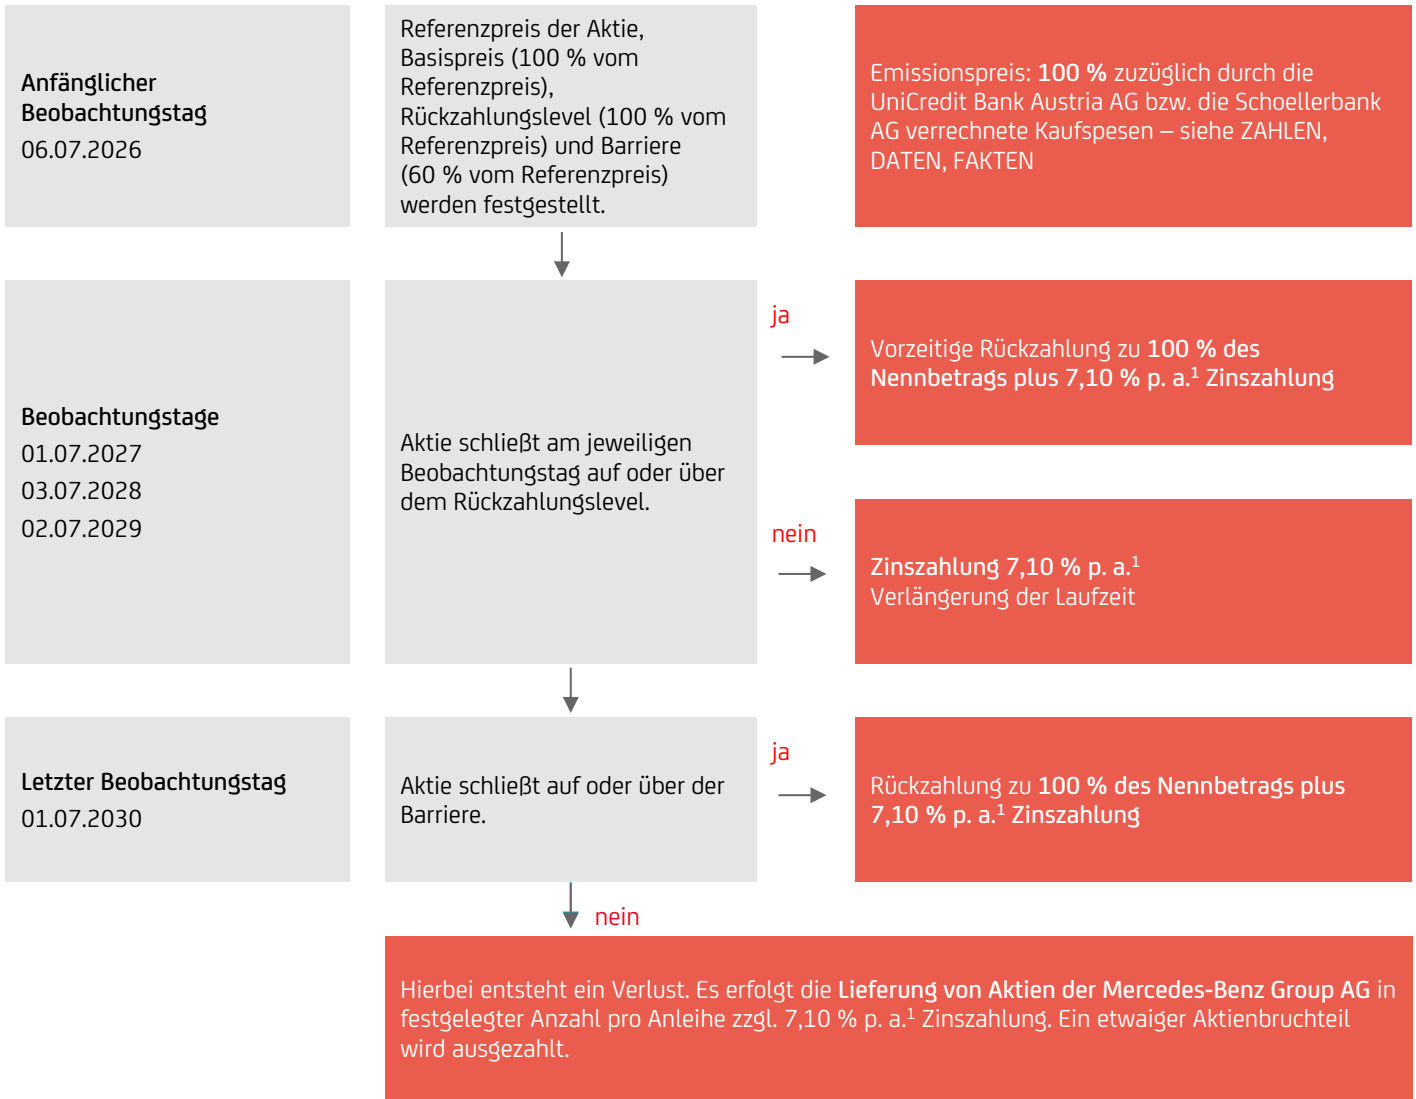 Anfänglicher
Beobachtungstag
06.07.2026
Referenzpreis der Aktie,
Basispreis (100 % vom
Referenzpreis),
Rückzahlungslevel (100 % vom
Referenzpreis) und Barriere
(60 % vom Referenzpreis)
werden festgestellt.
Emissionspreis: 100 % zuzüglich durch die
UniCredit Bank Austria AG bzw. die Schoellerbank
AG verrechnete Kaufspesen – siehe ZAHLEN,
DATEN, FAKTEN
Beobachtungstage
01.07.2027
03.07.2028
02.07.2029
Aktie schließt am jeweiligen
Beobachtungstag auf oder über
dem Rückzahlungslevel.
ja
Vorzeitige Rückzahlung zu 100 % des
Nennbetrags plus 7,10 % p. a.¹ Zinszahlung
nein
Zinszahlung 7,10 % p. a.¹
Verlängerung der Laufzeit
Letzter Beobachtungstag
01.07.2030
Aktie schließt auf oder über der
Barriere.
ja
Rückzahlung zu 100 % des Nennbetrags plus
7,10 % p. a.¹ Zinszahlung
nein
Hierbei entsteht ein Verlust. Es erfolgt die Lieferung von Aktien der Mercedes-Benz Group AG in
festgelegter Anzahl pro Anleihe zzgl. 7,10 % p. a.¹ Zinszahlung. Ein etwaiger Aktienbruchteil
wird ausgezahlt.